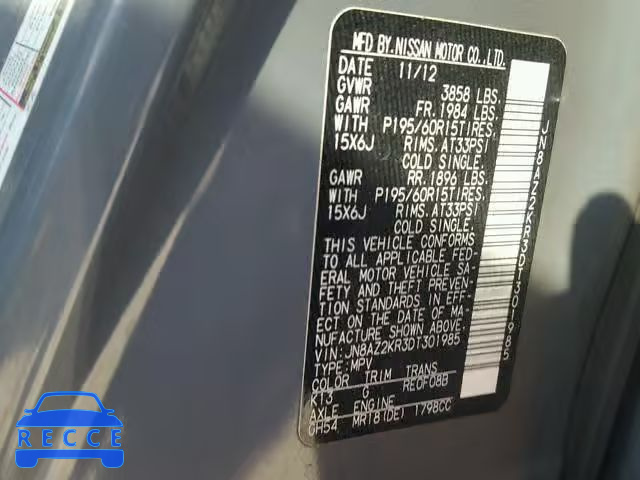 MFD BY.NISSAN MOTOR CO.,LTD.
DATE 11/12
GVWR 3858 LBS.
GAWR FR.1984 LBS.
WITH P195/60R15TIRES,
15X6J RIMS.AT33PSI
COLD SINGLE.
GAWR RR.1896 LBS.
WITH P195/60R15TIRES,
15X6J RIMS.AT33PSI
COLD SINGLE.
THIS VEHICLE CONFORMS
TO ALL APPLICABLE FED-
ERAL MOTOR VEHICLE SA-
FETY AND THEFT PREVEN-
TION STANDARDS IN EFF-
ECT ON THE DATE OF MA-
NUFACTURE SHOWN ABOVE.
VIN:JN8AZ2KR3DT301985
TYPE:MPV
COLOR TRIM TRANS
K13 G RE0F08B
AXLE ENGINE
GH54 MR18(DE) 1798CC
JN8AZ2KR3DT301985
RECCE